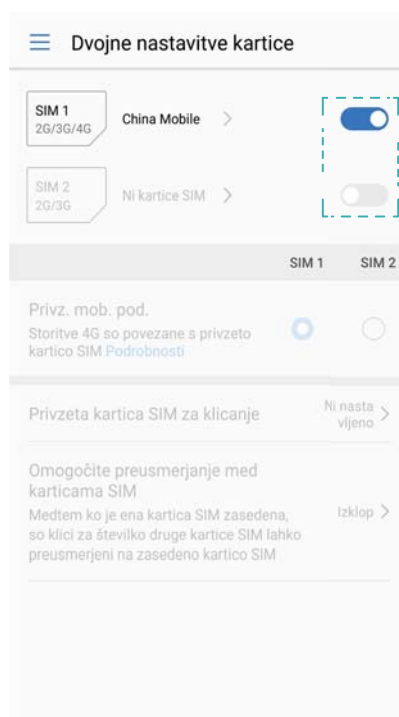 Dvojne nastavitve kartice
SIM 1
2G/3G/4G
China Mobile
SIM 2
2G/3G
Ni kartice SIM
SIM 1 SIM 2
Privz. mob. pod.
Storitve 4G so povezane s privzeto
kartico SIM Podrobnosti
Privzeta kartica SIM za klicanje
Ni nasta
vljeno
Omogočite preusmerjanje med
karticama SIM
Medtem ko je ena kartica SIM zasedena,
so klici za številko druge kartice SIM lahko
preusmerjeni na zasedeno kartico SIM
Izklop